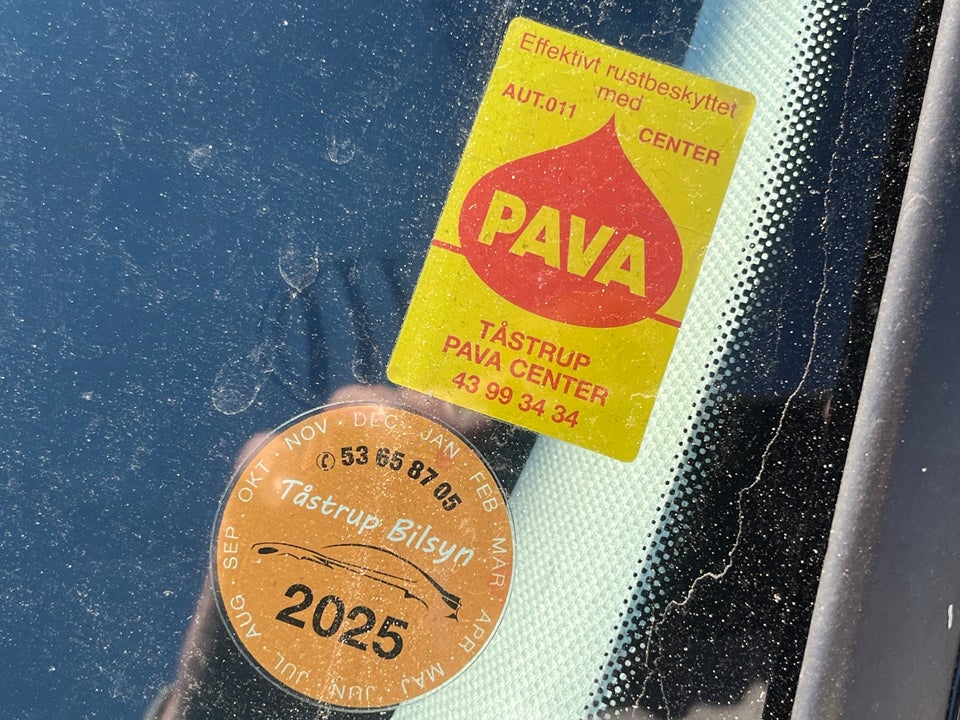 Effektivt rustbeskyttet
med
AUT.011
CENTER
PAVA
TÅSTRUP
PAVA CENTER
43 99 34 34
JAN · FEB · MAR · APR · MAJ · JUN · JUL · AUG · SEP · OKT · NOV · DEC
✆ 53 65 87 05
Tåstrup Bilsyn
2025